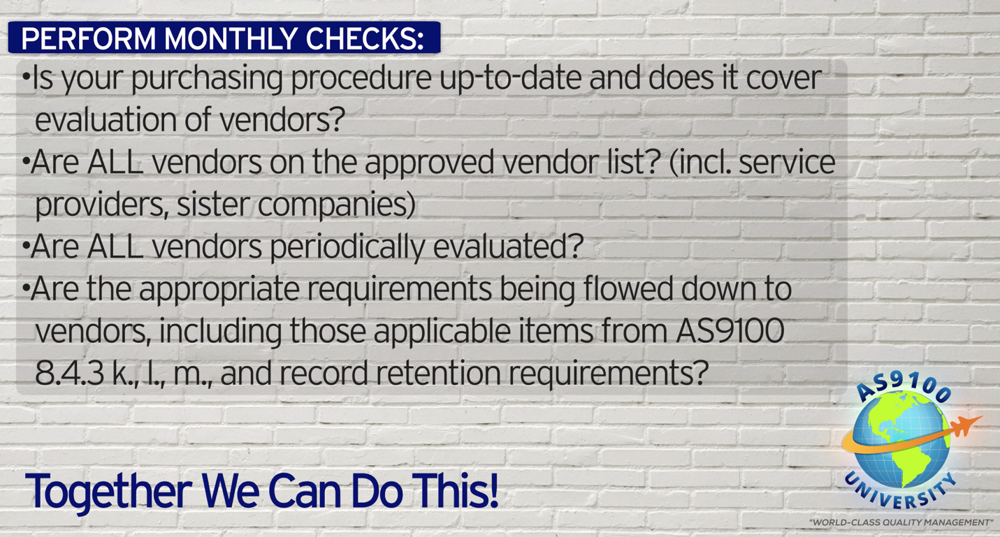 PERFORM MONTHLY CHECKS:
•Is your purchasing procedure up-to-date and does it cover
evaluation of vendors?
•Are ALL vendors on the approved vendor list? (incl. service
providers, sister companies)
•Are ALL vendors periodically evaluated?
•Are the appropriate requirements being flowed down to
vendors, including those applicable items from AS9100
8.4.3 k., l., m., and record retention requirements?
AS9100
UNIVERSITY
Together We Can Do This!
"WORLD-CLASS QUALITY MANAGEMENT"